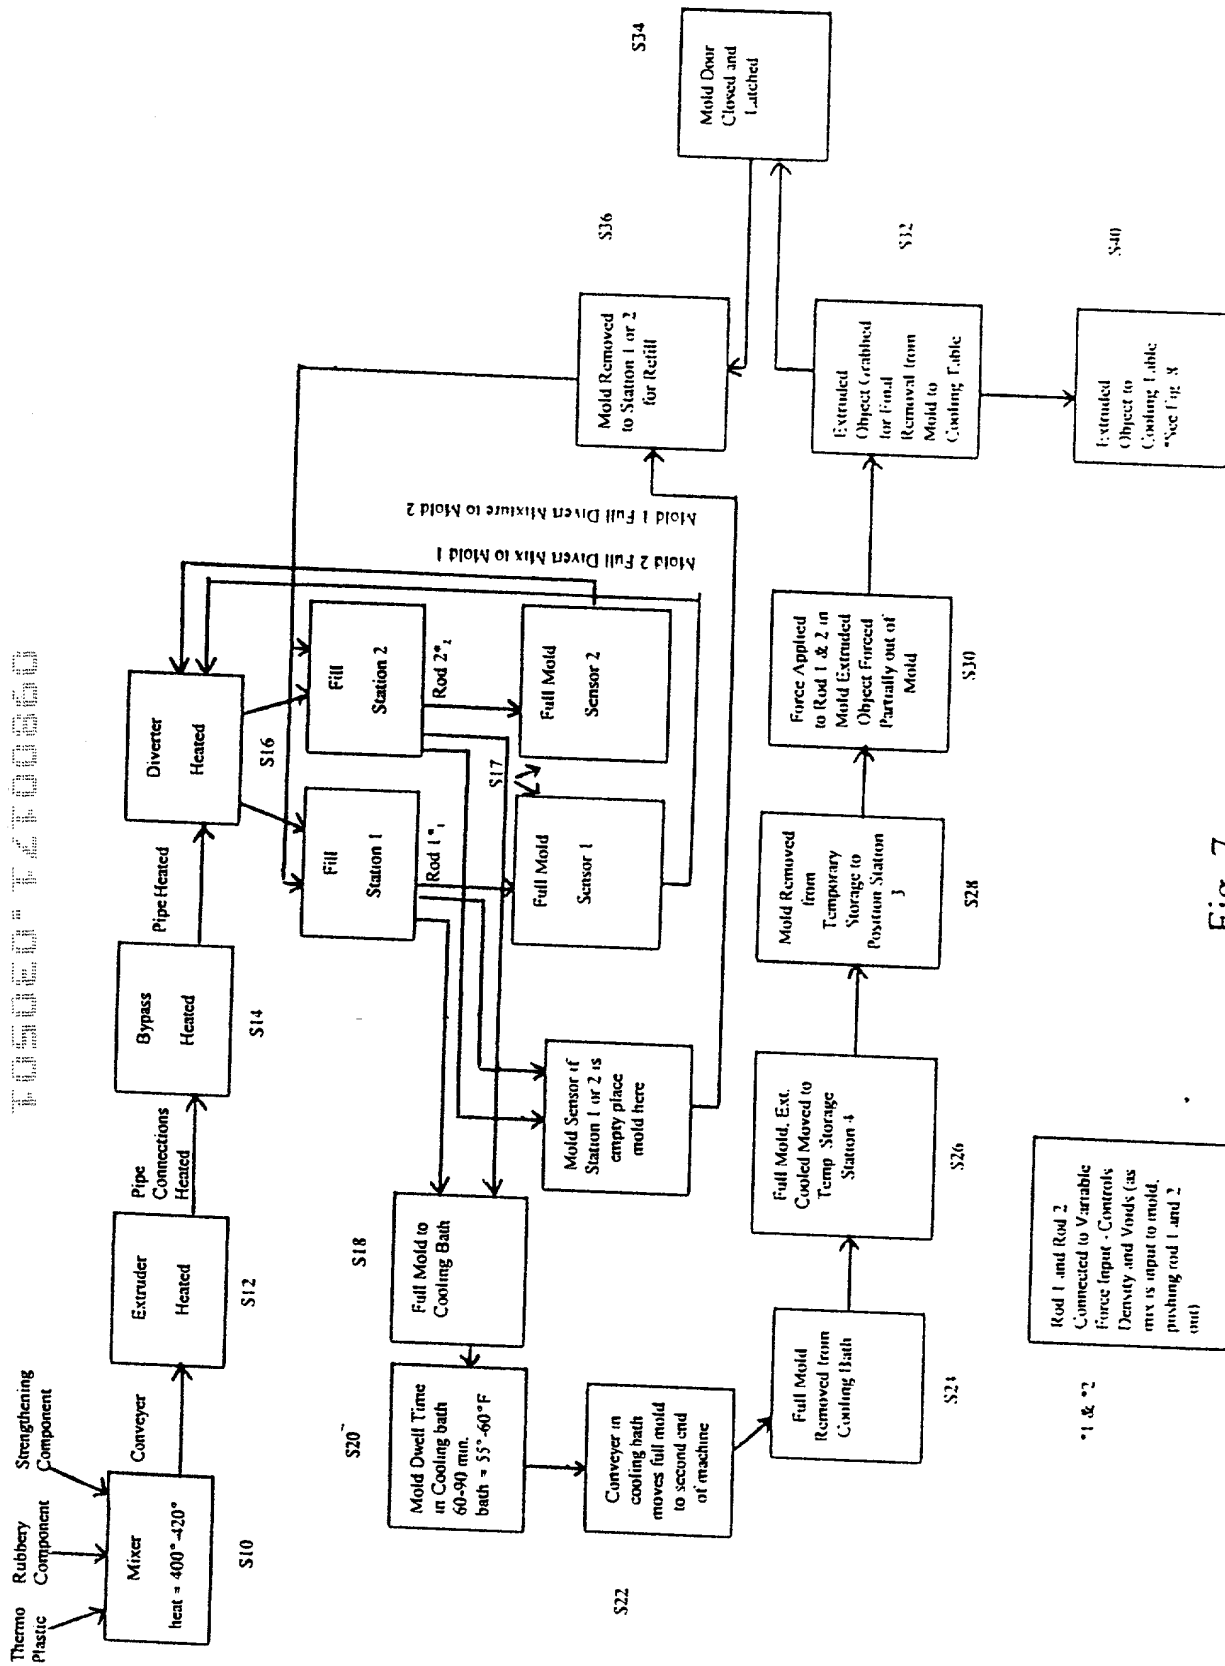 Thermo
Plastic
Rubbery
Component
Strengthening
Component
Mixer
heat = 400°-420°
S10
Conveyer
Extruder
Heated
S12
Pipe
Connections
Heated
Bypass
Heated
S14
Pipe Heated
Diverter
Heated
S16
Fill
Station 1
Fill
Station 2
Rod 1*1
Rod 2*2
S17
Full Mold
Sensor 1
Full Mold
Sensor 2
Mold 2 Full Divert Mix to Mold 1
Mold 1 Full Divert Mixture to Mold 2
Mold Sensor if
Station 1 or 2 is
empty place
mold here
Full Mold to
Cooling Bath
S18
Mold Dwell Time
in Cooling bath
60-90 min.
bath = 55°-60°F
S20
Conveyer in
cooling bath
moves full mold
to second end
of machine
S22
Full Mold
Removed from
Cooling Bath
S24
Full Mold, Ext.
Cooled Moved to
Temp Storage
Station 4
S26
Mold Removed
from
Temporary
Storage to
Position Station
3
S28
Force Applied
to Rod 1 & 2 in
Mold Extruded
Object Forced
Partially out of
Mold
S30
Extruded
Object Grabbed
for Final
Removal from
Mold to
Cooling Table
S32
Mold Door
Closed and
Latched
S34
Mold Removed
to Station 1 or 2
for Refill
S36
Extruded
Object to
Cooling Table
*See Fig. 8
S40
*1 & *2
Rod 1 and Rod 2
Connected to Variable
Force Input - Controls
Density and Voids (as
mix is input to mold,
pushing rod 1 and 2
out)
Fig. 7